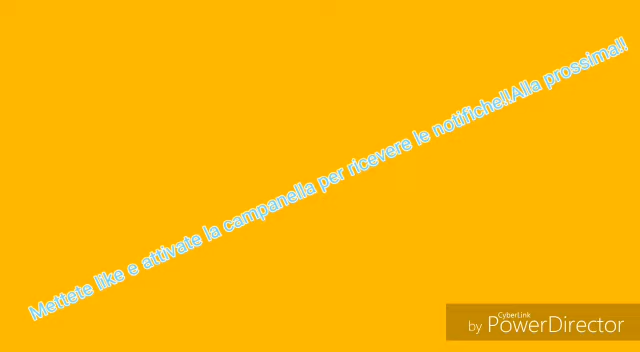 Mettete like e attivate la campanella per ricevere le notifiche!!Alla prossima!!
CyberLink
by PowerDirector